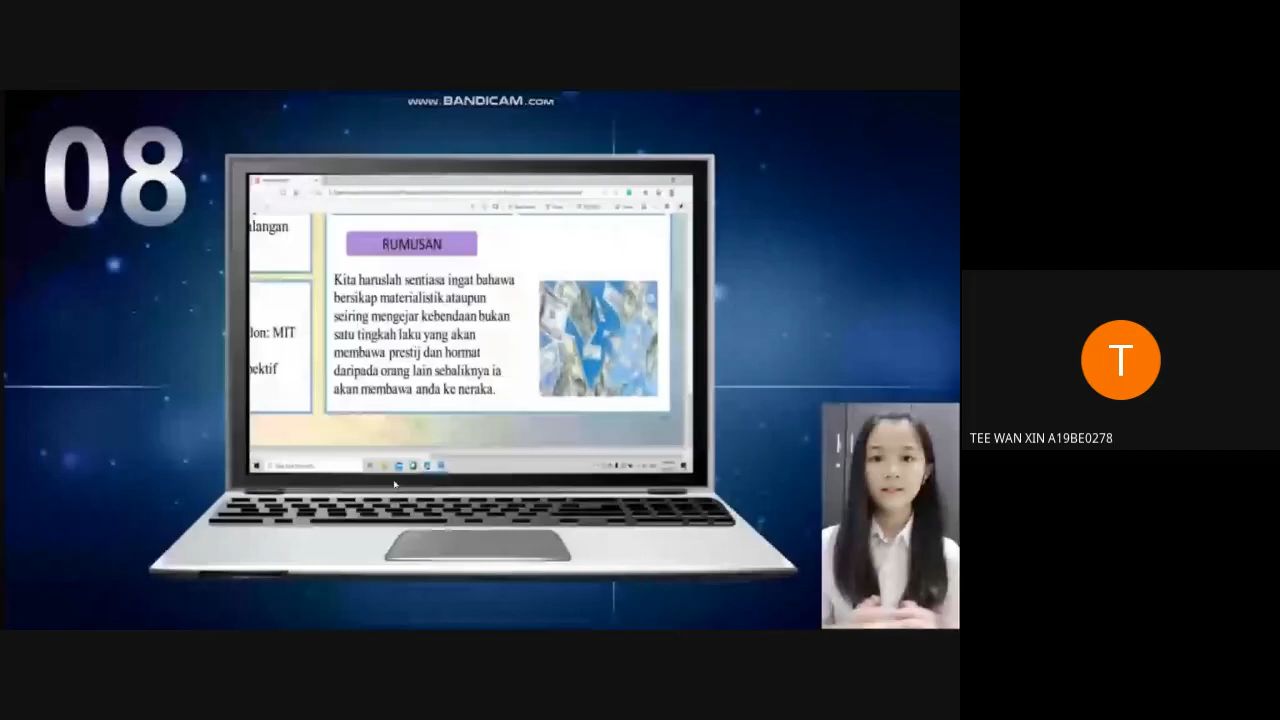 www.BANDICAM.com
08
alangan
RUMUSAN
Kita haruslah sentiasa ingat bahawa
bersikap materialistik ataupun
seiring mengejar kebendaan bukan
satu tingkah laku yang akan
membawa prestij dan hormat
daripada orang lain sebaliknya ia
akan membawa anda ke neraka.
lon: MIT
pektif
T
TEE WAN XIN A19BE0278